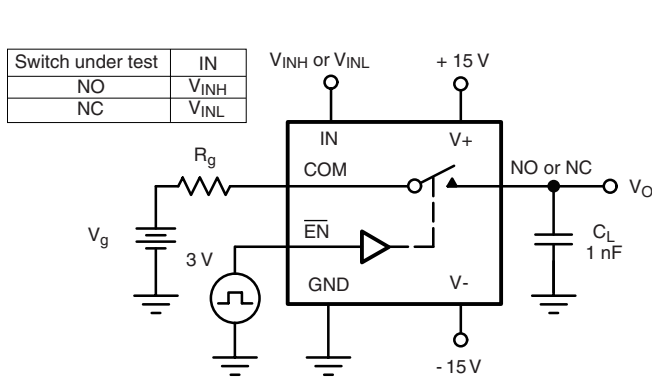 Switch under test IN
NO VINH
NC VINL
VINH or VINL
+ 15 V
IN
V+
Rg
COM
NO or NC
VO
Vg
3 V
EN
CL
1 nF
GND
V-
- 15 V